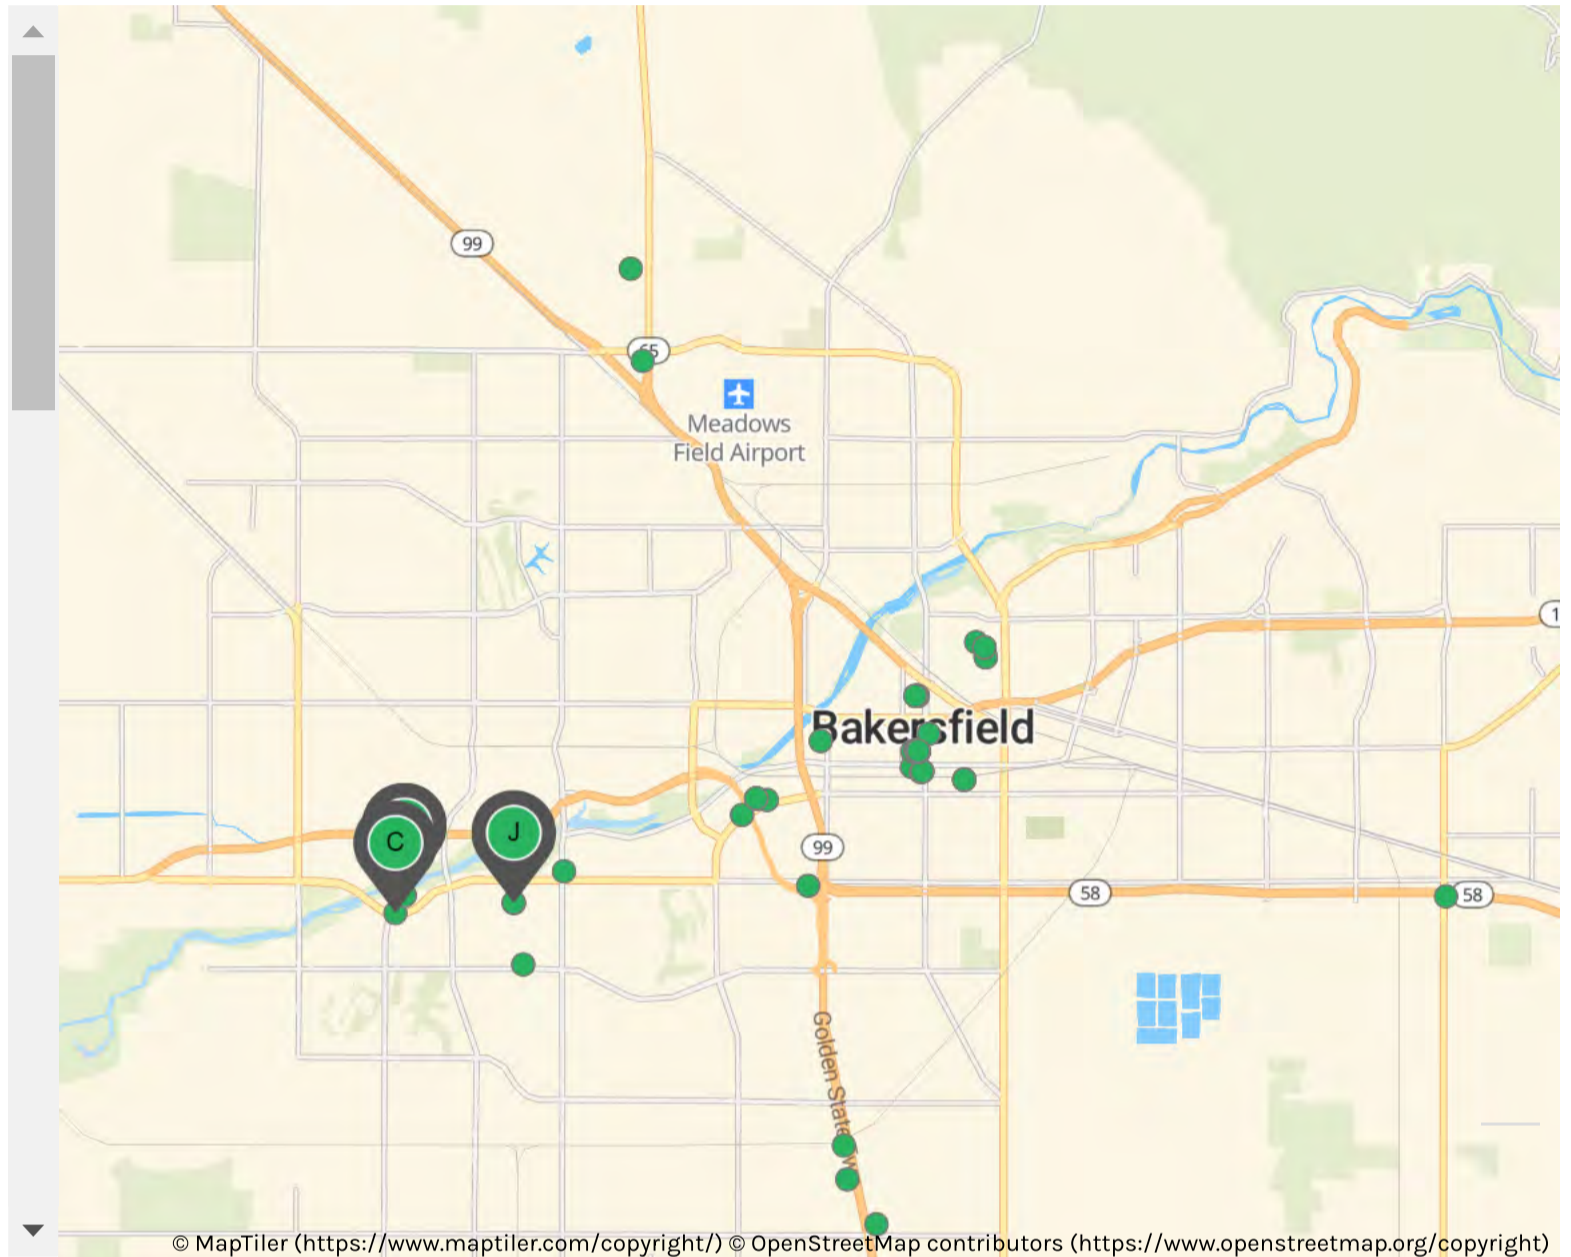 99
65
Meadows
Field Airport
1
Bakersfield
C
J
99
58
58
Golden State
© MapTiler (https://www.maptiler.com/copyright/) © OpenStreetMap contributors (https://www.openstreetmap.org/copyright)